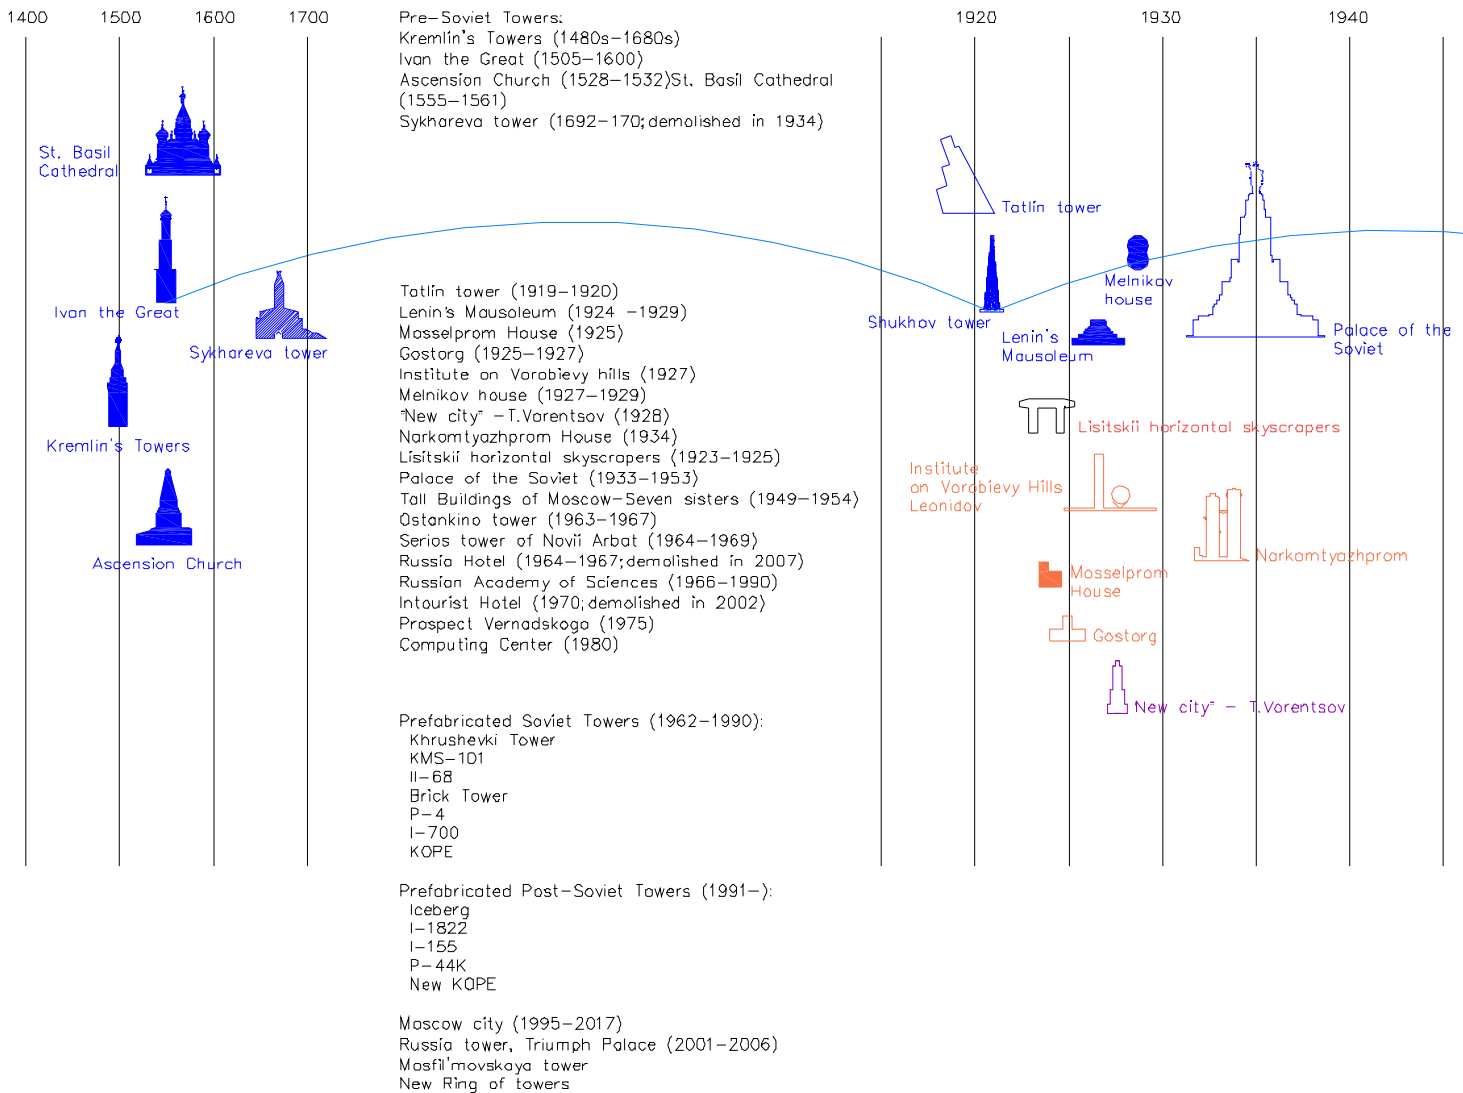 1400 1500 1600 1700 1920 1930 1940
Pre-Soviet Towers:
Kremlin's Towers (1480s-1680s)
Ivan the Great (1505-1600)
Ascension Church (1528-1532)St. Basil Cathedral
(1555-1561)
Sykhareva tower (1692-170;demolished in 1934)
St. Basil
Cathedral
Ivan the Great
Sykhareva tower
Kremlin's Towers
Ascension Church
Tatlin tower (1919-1920)
Lenin's Mausoleum (1924 -1929)
Mosselprom House (1925)
Gostorg (1925-1927)
Institute on Vorobievy hills (1927)
Melnikov house (1927-1929)
"New city" -T.Vorentsov (1928)
Narkomtyazhprom House (1934)
Lisitskii horizontal skyscrapers (1923-1925)
Palace of the Soviet (1933-1953)
Tall Buildings of Moscow-Seven sisters (1949-1954)
Ostankino tower (1963-1967)
Serios tower of Novii Arbat (1964-1969)
Russia Hotel (1964-1967;demolished in 2007)
Russian Academy of Sciences (1966-1990)
Intourist Hotel (1970;demolished in 2002)
Prospect Vernadskogo (1975)
Computing Center (1980)
Prefabricated Soviet Towers (1962-1990):
Khrushevki Tower
KMS-101
II-68
Brick Tower
P-4
I-700
KOPE
Prefabricated Post-Soviet Towers (1991-):
Iceberg
I-1822
I-155
P-44K
New KOPE
Moscow city (1995-2017)
Russia tower, Triumph Palace (2001-2006)
Mosfil'movskaya tower
New Ring of towers
Tatlin tower
Shukhov tower
Melnikov
house
Lenin's
Mausoleum
Palace of the
Soviet
Lisitskii horizontal skyscrapers
Institute
on Vorobievy Hills
Leonidov
Narkomtyazhprom
Mosselprom
House
Gostorg
"New city" - T.Vorentsov